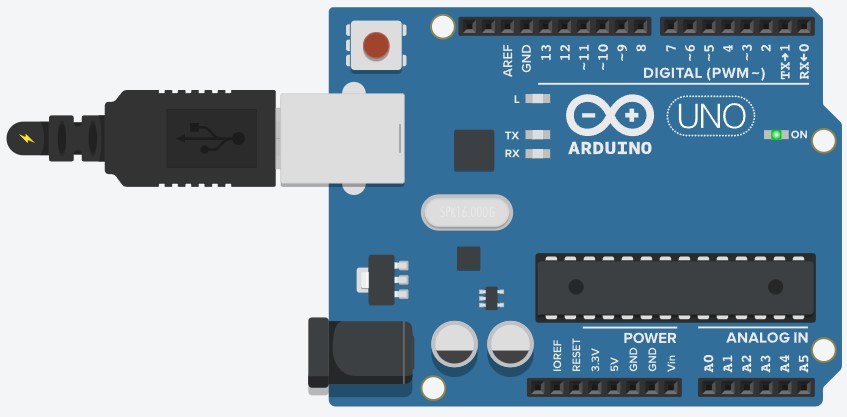 AREF
GND
13
12
~11
~10
~9
8
7
~6
~5
4
~3
2
TX→1
RX←0
DIGITAL (PWM~)
L
TX
RX
ARDUINO
UNO
ON
SPK16.000G
POWER
ANALOG IN
IOREF
RESET
3.3V
5V
GND
GND
Vin
A0
A1
A2
A3
A4
A5